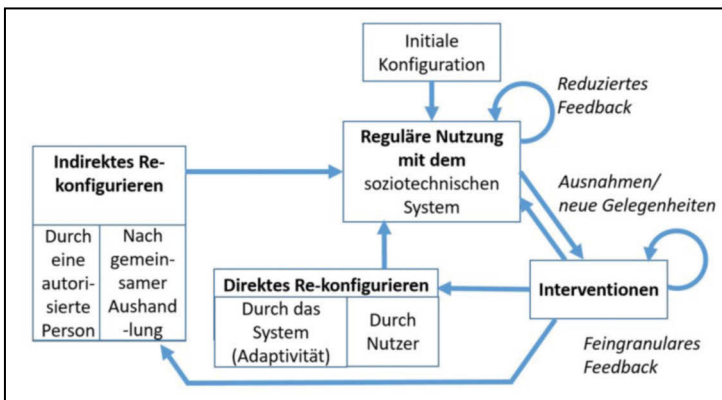 Initiale
Konfiguration
Reduziertes
Feedback
Reguläre Nutzung
mit dem
soziotechnischen
System
Indirektes Re-
konfigurieren
Ausnahmen/
neue Gelegenheiten
Durch
eine
autori-
sierte
Person
Nach
gemein-
samer
Aushand
-lung
Direktes Re-konfigurieren
Durch das
System
(Adaptivität)
Durch
Nutzer
Interventionen
Feingranulares
Feedback